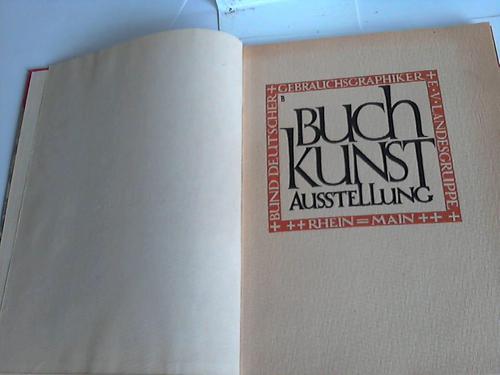 BUND DEUTSCHER + GEBRAUCHSGRAPHIKER + E·V·LANDESGRUPPE +
++ RHEIN=MAIN +++
B
BUCH
KUNST
AUSSTELLUNG